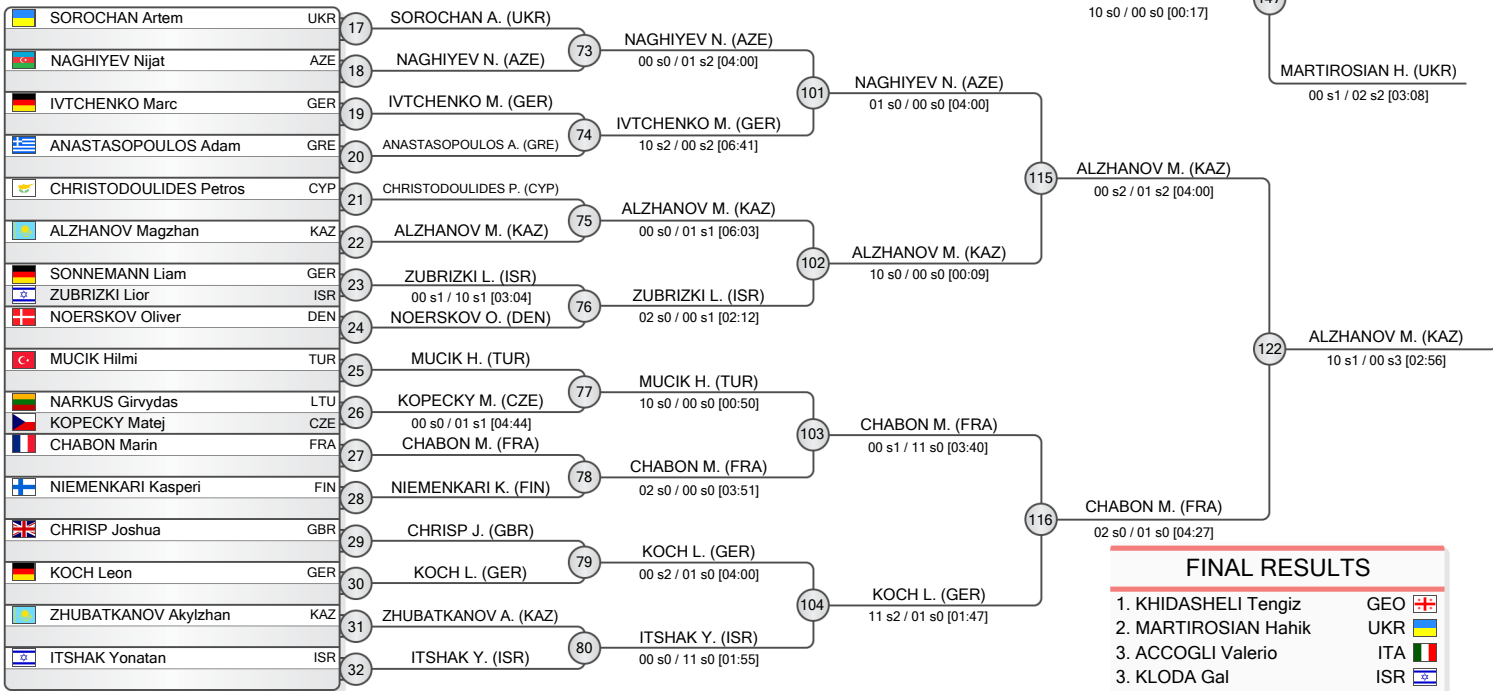 SOROCHAN Artem UKR
NAGHIYEV Nijat AZE
IVTCHENKO Marc GER
ANASTASOPOULOS Adam GRE
CHRISTODOULIDES Petros CYP
ALZHANOV Magzhan KAZ
SONNEMANN Liam GER
ZUBRIZKI Lior ISR
NOERSKOV Oliver DEN
MUCIK Hilmi TUR
NARKUS Girvydas LTU
KOPECKY Matej CZE
CHABON Marin FRA
NIEMENKARI Kasperi FIN
CHRISP Joshua GBR
KOCH Leon GER
ZHUBATKANOV Akylzhan KAZ
ITSHAK Yonatan ISR
17
18
19
20
21
22
23
24
25
26
27
28
29
30
31
32
SOROCHAN A. (UKR)
NAGHIYEV N. (AZE)
IVTCHENKO M. (GER)
ANASTASOPOULOS A. (GRE)
CHRISTODOULIDES P. (CYP)
ALZHANOV M. (KAZ)
ZUBRIZKI L. (ISR)
00 s1 / 10 s1 [03:04]
NOERSKOV O. (DEN)
MUCIK H. (TUR)
KOPECKY M. (CZE)
00 s0 / 01 s1 [04:44]
CHABON M. (FRA)
NIEMENKARI K. (FIN)
CHRISP J. (GBR)
KOCH L. (GER)
ZHUBATKANOV A. (KAZ)
ITSHAK Y. (ISR)
73
74
75
76
77
78
79
80
NAGHIYEV N. (AZE)
00 s0 / 01 s2 [04:00]
IVTCHENKO M. (GER)
10 s2 / 00 s2 [06:41]
ALZHANOV M. (KAZ)
00 s0 / 01 s1 [06:03]
ZUBRIZKI L. (ISR)
02 s0 / 00 s1 [02:12]
MUCIK H. (TUR)
10 s0 / 00 s0 [00:50]
CHABON M. (FRA)
02 s0 / 00 s0 [03:51]
KOCH L. (GER)
00 s2 / 01 s0 [04:00]
ITSHAK Y. (ISR)
00 s0 / 11 s0 [01:55]
101
102
103
104
NAGHIYEV N. (AZE)
01 s0 / 00 s0 [04:00]
ALZHANOV M. (KAZ)
10 s0 / 00 s0 [00:09]
CHABON M. (FRA)
00 s1 / 11 s0 [03:40]
KOCH L. (GER)
11 s2 / 01 s0 [01:47]
115
116
ALZHANOV M. (KAZ)
00 s2 / 01 s2 [04:00]
CHABON M. (FRA)
02 s0 / 01 s0 [04:27]
122
ALZHANOV M. (KAZ)
10 s1 / 00 s3 [02:56]
10 s0 / 00 s0 [00:17]
MARTIROSIAN H. (UKR)
00 s1 / 02 s2 [03:08]
FINAL RESULTS
1. KHIDASHELI Tengiz GEO
2. MARTIROSIAN Hahik UKR
3. ACCOGLI Valerio ITA
3. KLODA Gal ISR